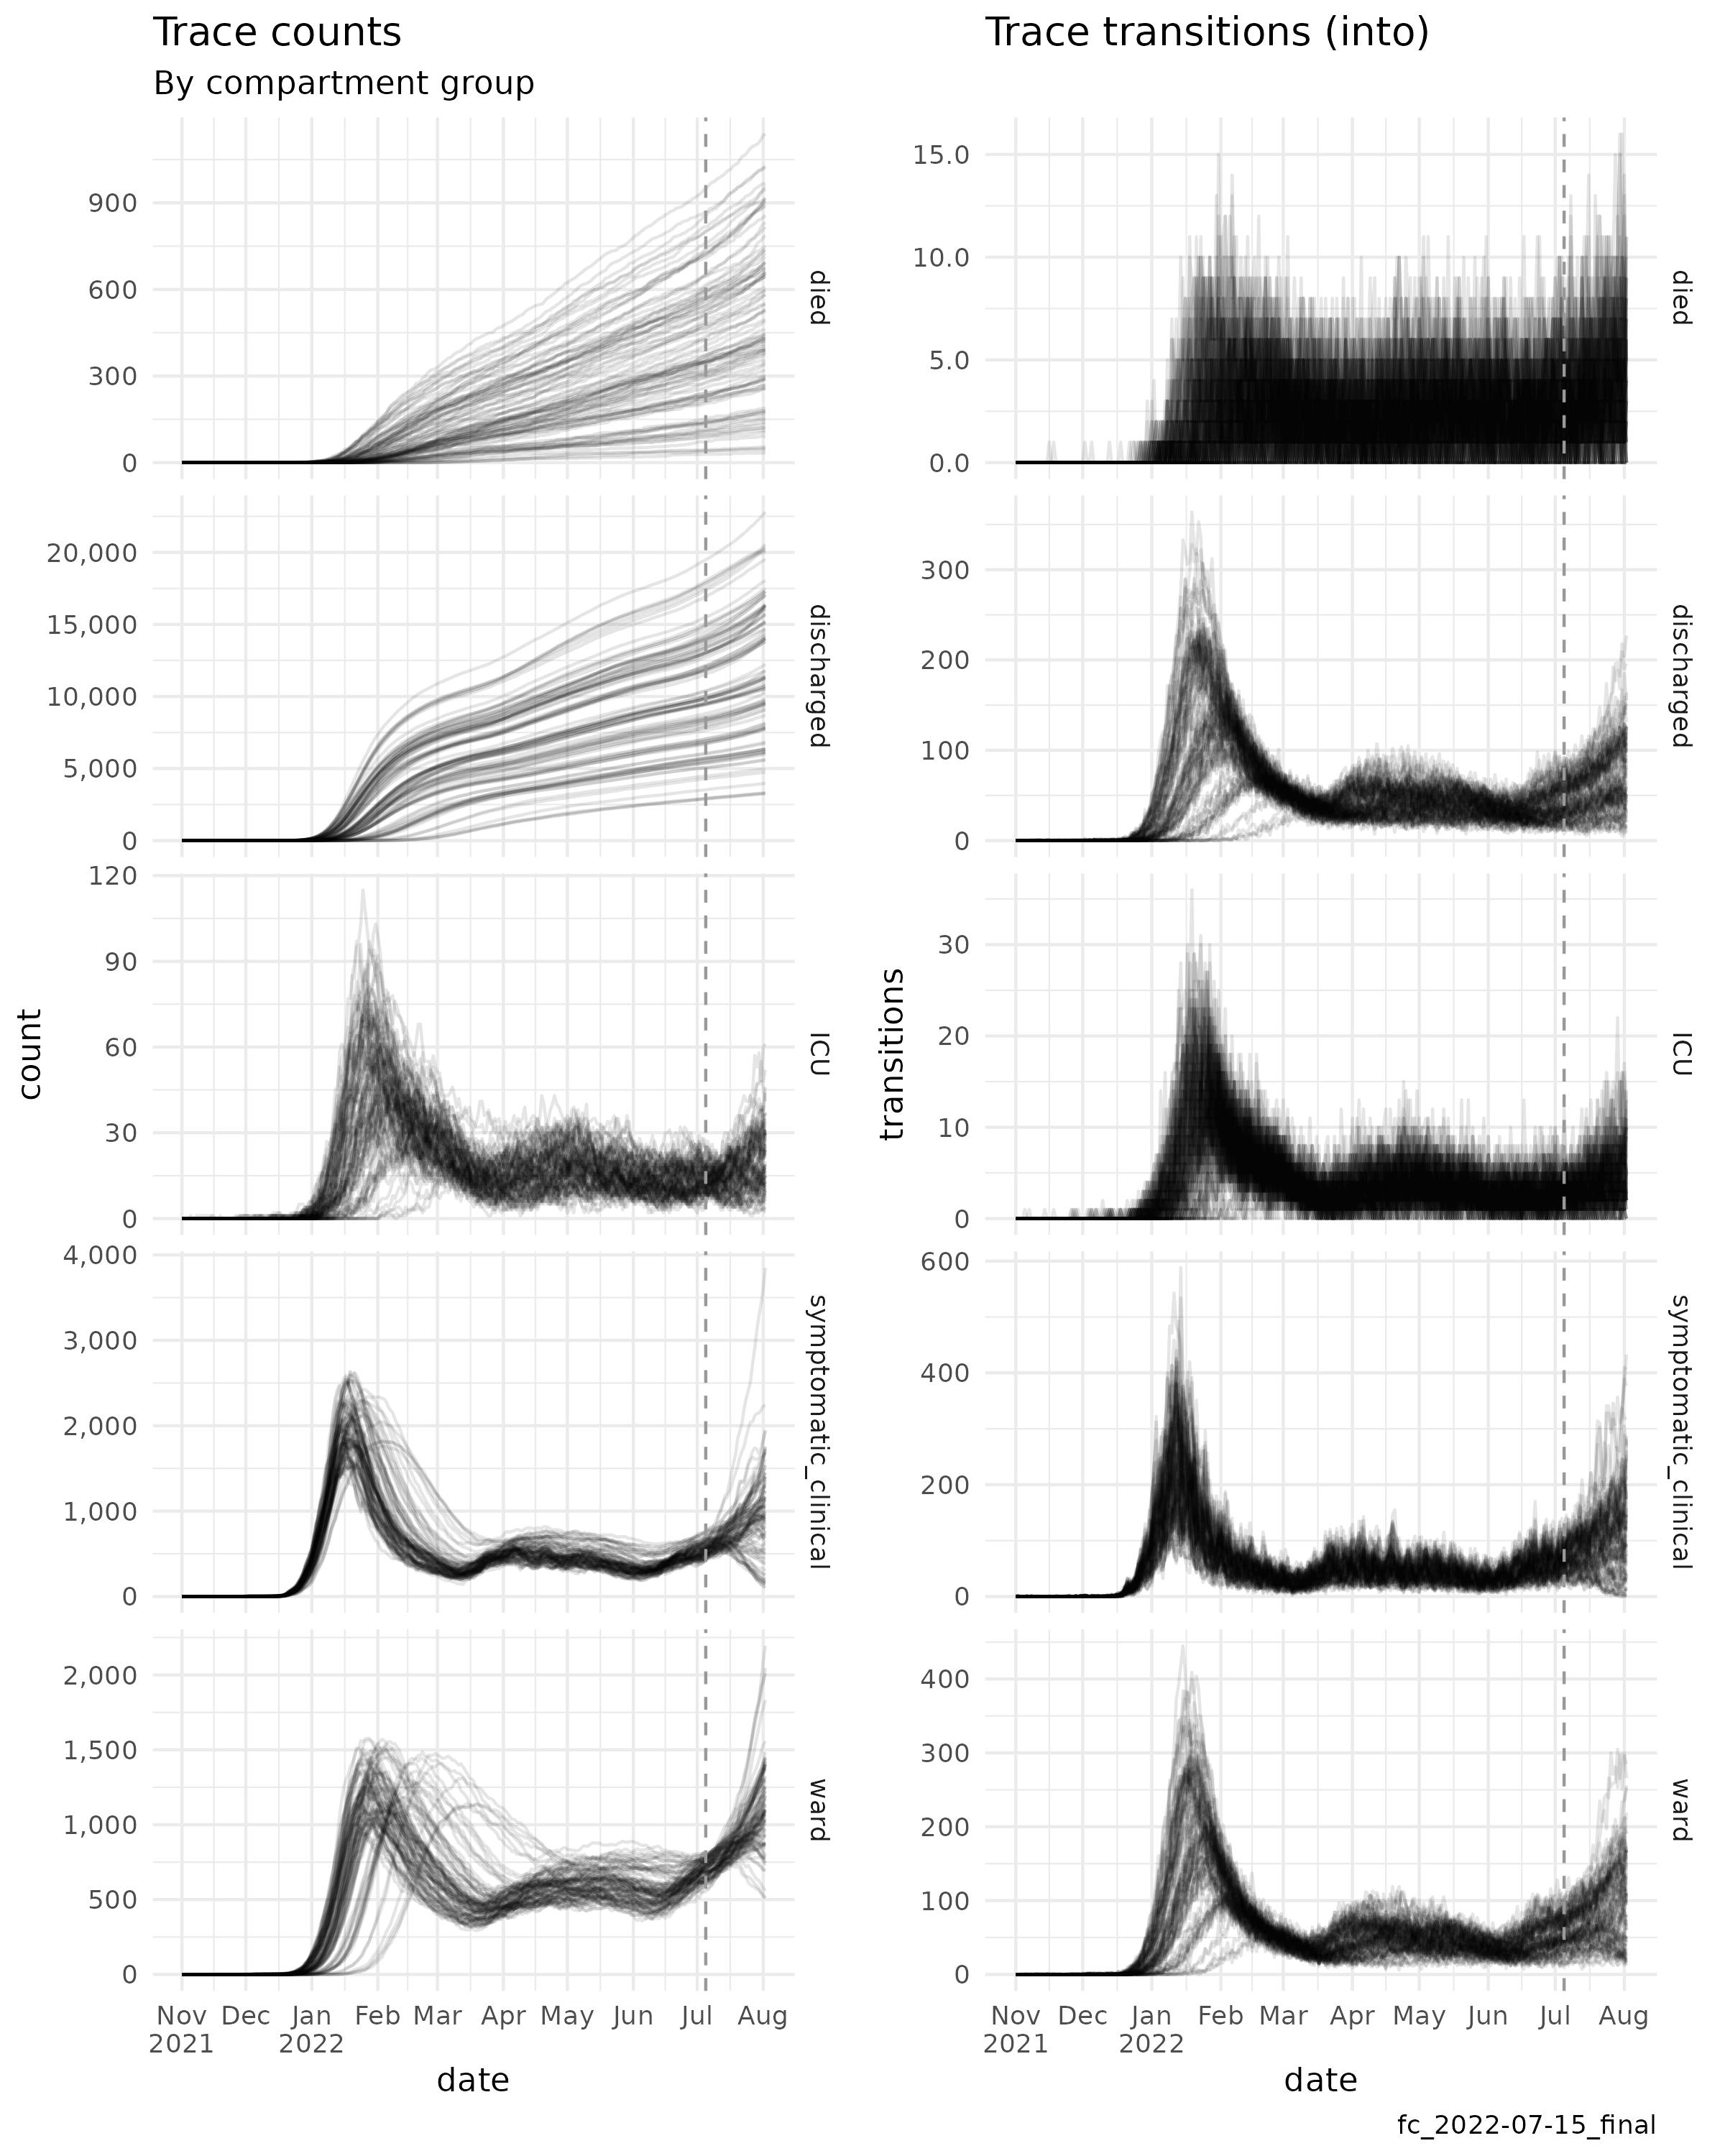 Trace counts
By compartment group
Trace transitions (into)
count
900
600
300
0
died
20,000
15,000
10,000
5,000
0
discharged
120
90
60
30
0
ICU
4,000
3,000
2,000
1,000
0
symptomatic_clinical
2,000
1,500
1,000
500
0
ward
Nov Dec Jan Feb Mar Apr May Jun Jul Aug
2021 2022
date
transitions
15.0
10.0
5.0
0.0
died
300
200
100
0
discharged
30
20
10
0
ICU
600
400
200
0
symptomatic_clinical
400
300
200
100
0
ward
Nov Dec Jan Feb Mar Apr May Jun Jul Aug
2021 2022
date
fc_2022-07-15_final